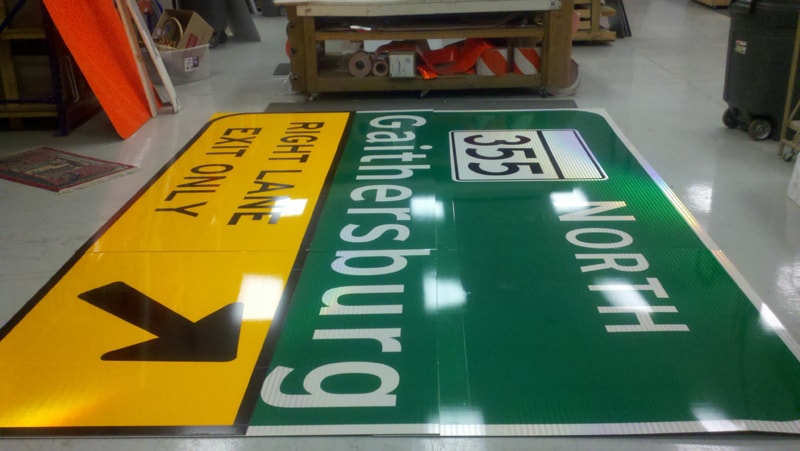 355
NORTH
Gaithersburg
RIGHT LANE
EXIT ONLY